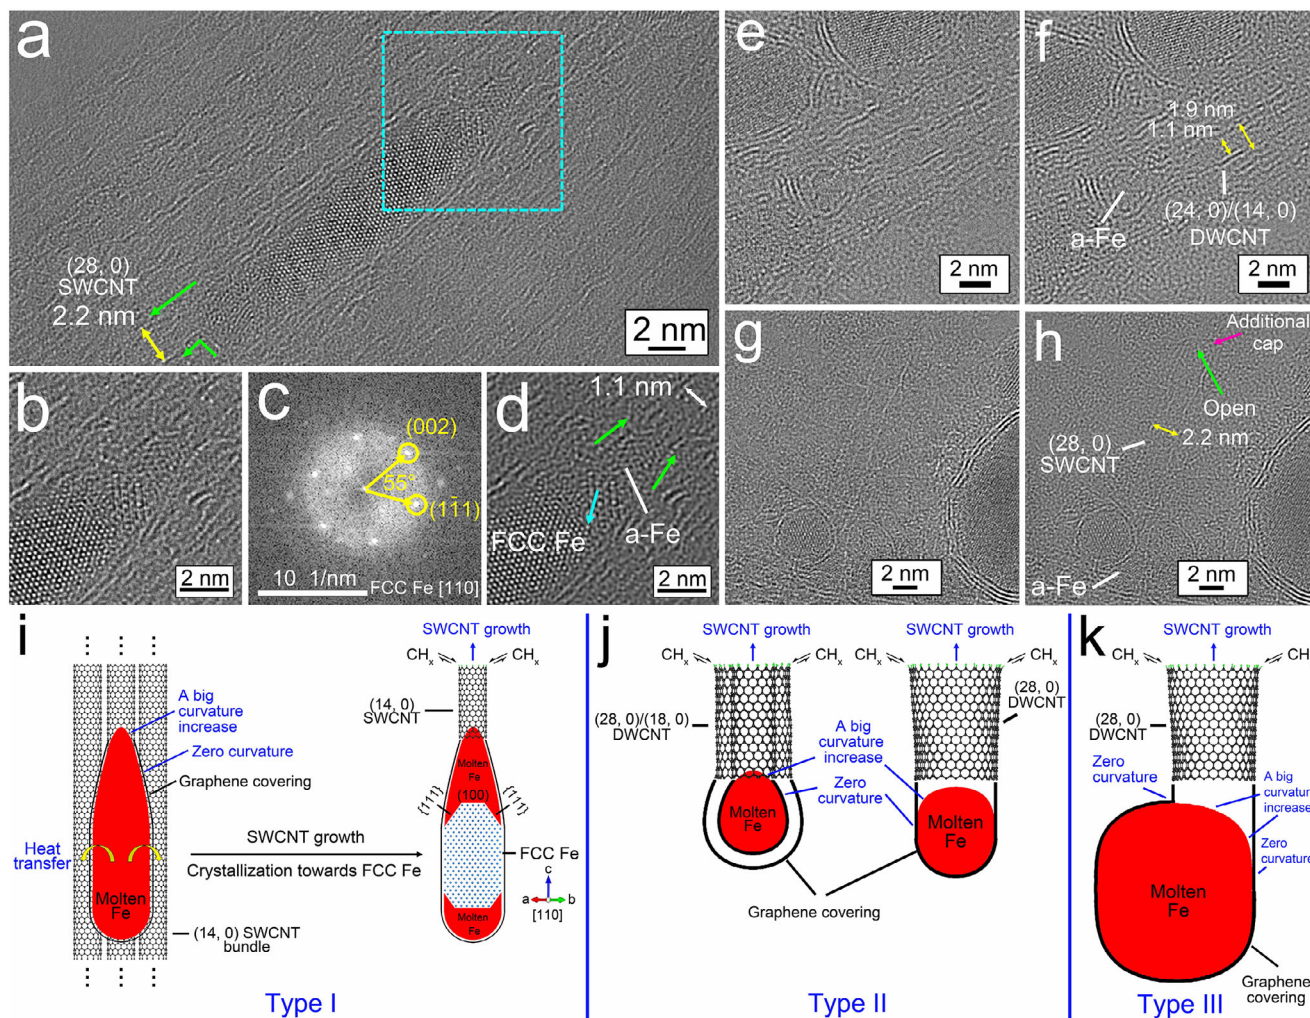 a
(28, 0)
SWCNT
2.2 nm
2 nm
b
2 nm
c
(002)
55°
(11̄1)
10 1/nm
FCC Fe [110]
d
1.1 nm
FCC Fe
a-Fe
2 nm
e
2 nm
f
1.9 nm
1.1 nm
a-Fe
(24, 0)/(14, 0)
DWCNT
2 nm
g
2 nm
h
Additional
cap
Open
(28, 0)
SWCNT
2.2 nm
a-Fe
2 nm
i
A big
curvature
increase
Zero curvature
Graphene covering
Heat
transfer
Molten
Fe
(14, 0) SWCNT
bundle
SWCNT growth
Crystallization towards FCC Fe
SWCNT growth
CHx
CHx
(14, 0)
SWCNT
Molten
Fe
{111}
(100)
{111}
FCC Fe
c
a
b
[110]
Molten
Fe
Type I
j
SWCNT growth
CHx
CHx
(28, 0)/(18, 0)
DWCNT
Molten
Fe
A big
curvature
increase
Zero
curvature
SWCNT growth
CHx
CHx
(28, 0)
DWCNT
Molten
Fe
Graphene covering
Type II
k
SWCNT growth
CHx
CHx
(28, 0)
DWCNT
Zero
curvature
A big
curvature
increase
Zero
curvature
Molten
Fe
Graphene
covering
Type III